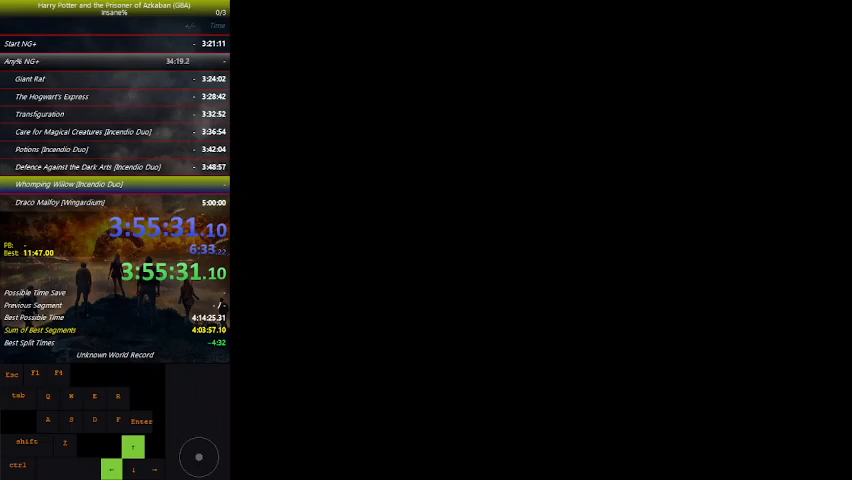 Harry Potter and the Prisoner of Azkaban (GBA)
Insane% 0/3
+/- Time
Start NG+ - 3:21:11
Any% NG+ 34:19.2 -
Giant Rat - 3:24:02
The Hogwart's Express - 3:28:42
Transfiguration - 3:32:52
Care for Magical Creatures [Incendio Duo] - 3:36:54
Potions [Incendio Duo] - 3:42:04
Defence Against the Dark Arts [Incendio Duo] - 3:48:57
Whomping Willow [Incendio Duo] -
Draco Malfoy [Wingardium] 5:00:00
3:55:31.10
PB: -
6:33.22
Best: 11:47.00
3:55:31.10
Possible Time Save -
Previous Segment - / -
Best Possible Time 4:14:25.31
Sum of Best Segments 4:03:57.10
Best Split Times -4:32
Unknown World Record
Esc F1 F4
tab Q W E R
A S D F Enter
shift Z ↑
ctrl ← ↓ →